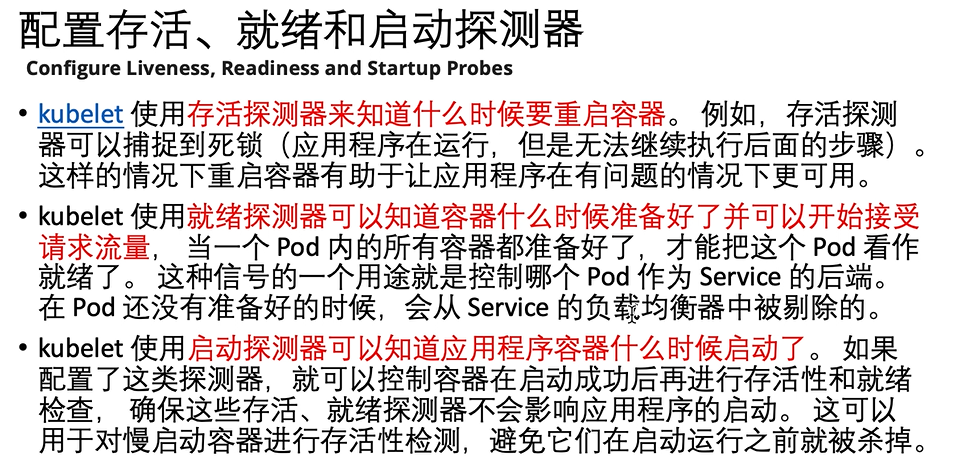 配置存活、就绪和启动探测器
Configure Liveness, Readiness and Startup Probes
• kubelet 使用存活探测器来知道什么时候要重启容器。 例如，存活探测
器可以捕捉到死锁（应用程序在运行，但是无法继续执行后面的步骤）。
这样的情况下重启容器有助于让应用程序在有问题的情况下更可用。
• kubelet 使用就绪探测器可以知道容器什么时候准备好了并可以开始接受
请求流量， 当一个 Pod 内的所有容器都准备好了，才能把这个 Pod 看作
就绪了。 这种信号的一个用途就是控制哪个 Pod 作为 Service 的后端。
在 Pod 还没有准备好的时候，会从 Service 的负载均衡器中被剔除的。
• kubelet 使用启动探测器可以知道应用程序容器什么时候启动了。 如果
配置了这类探测器，就可以控制容器在启动成功后再进行存活性和就绪
检查， 确保这些存活、就绪探测器不会影响应用程序的启动。 这可以
用于对慢启动容器进行存活性检测，避免它们在启动运行之前就被杀掉。